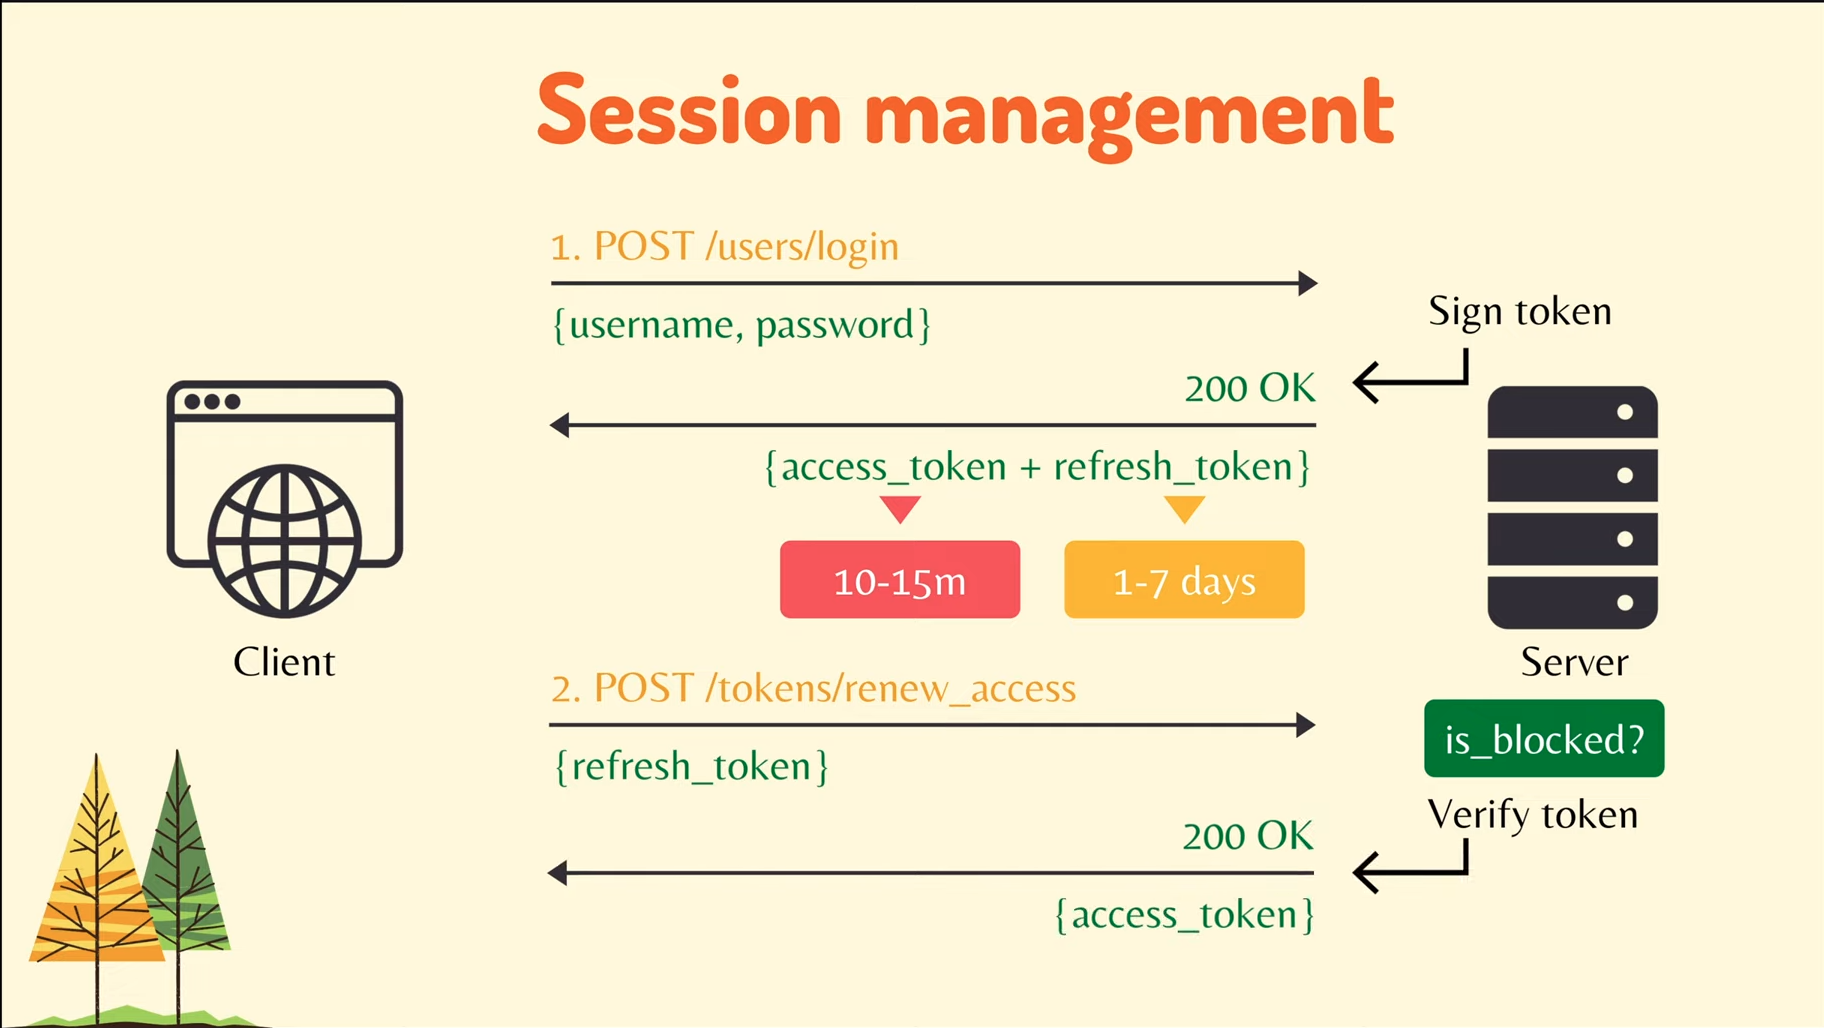 Session management
1. POST /users/login
{username, password}
Sign token
200 OK
{access_token + refresh_token}
10-15m
1-7 days
Client
Server
2. POST /tokens/renew_access
{refresh_token}
is_blocked?
Verify token
200 OK
{access_token}